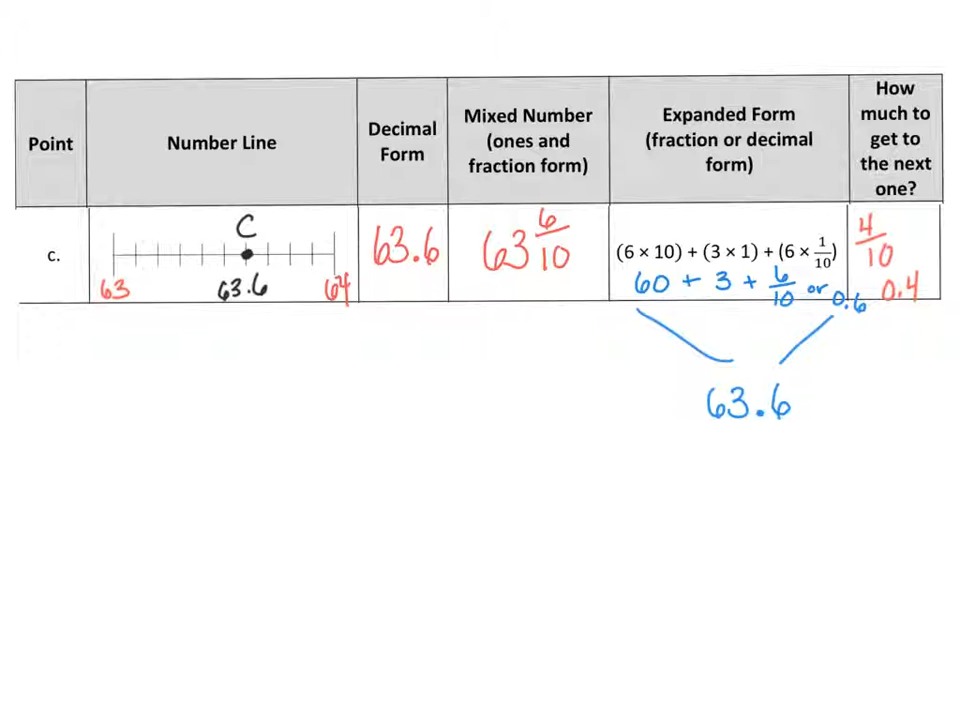 Point
Number Line
Decimal
Form
Mixed Number
(ones and
fraction form)
Expanded Form
(fraction or decimal
form)
How
much to
get to
the next
one?
c.
C
63
63.6
64
63.6
63 6/10
(6 × 10) + (3 × 1) + (6 × 1/10)
60 + 3 + 6/10 or 0.6
4/10
0.4
63.6